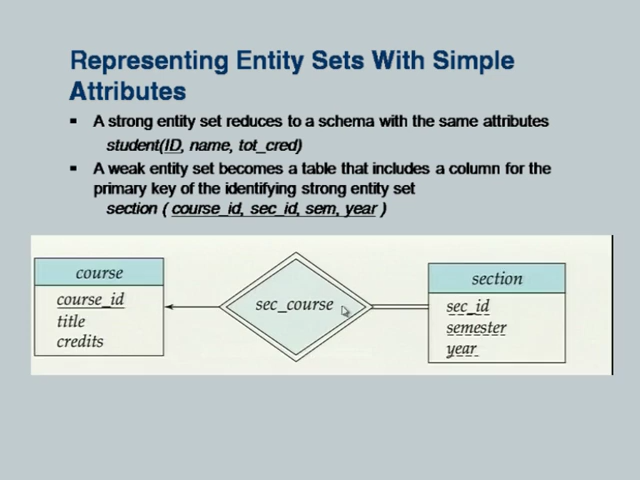 Representing Entity Sets With Simple
Attributes
▪ A strong entity set reduces to a schema with the same attributes
student(ID, name, tot_cred)
▪ A weak entity set becomes a table that includes a column for the
primary key of the identifying strong entity set
section ( course_id, sec_id, sem, year )
course
course_id
title
credits
sec_course
section
sec_id
semester
year